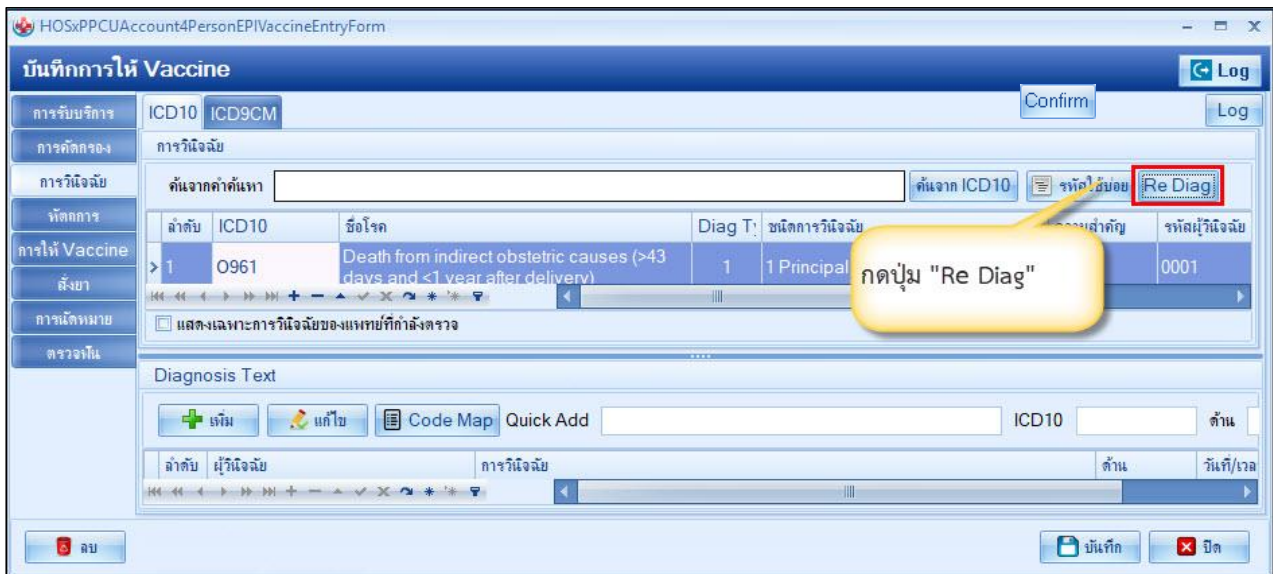 HOSxPPCUAccount4PersonEPIVaccineEntryForm
บันทึกการให้ Vaccine
Log
การรับบริการ
ICD10 ICD9CM
Confirm
Log
การคัดกรอง
การวินิจฉัย
การวินิจฉัย
ค้นจากคำค้นหา
ค้นจาก ICD10
รหัสใช้บ่อย
Re Diag
หัตถการ
ลำดับ ICD10 ชื่อโรค Diag Ty ชนิดการวินิจฉัย ความสำคัญ รหัสผู้วินิจฉัย
การให้ Vaccine
1 O961 Death from indirect obstetric causes (>43
days and <1 year after delivery) 1 1 Principal 0001
กดปุ่ม "Re Diag"
สั่งยา
การนัดหมาย
แสดงเฉพาะการวินิจฉัยของแพทย์ที่กำลังตรวจ
ตรวจฟัน
Diagnosis Text
เพิ่ม แก้ไข Code Map Quick Add ICD10 ด้าน
ลำดับ ผู้วินิจฉัย การวินิจฉัย ด้าน วันที่/เวล
ลบ บันทึก ปิด